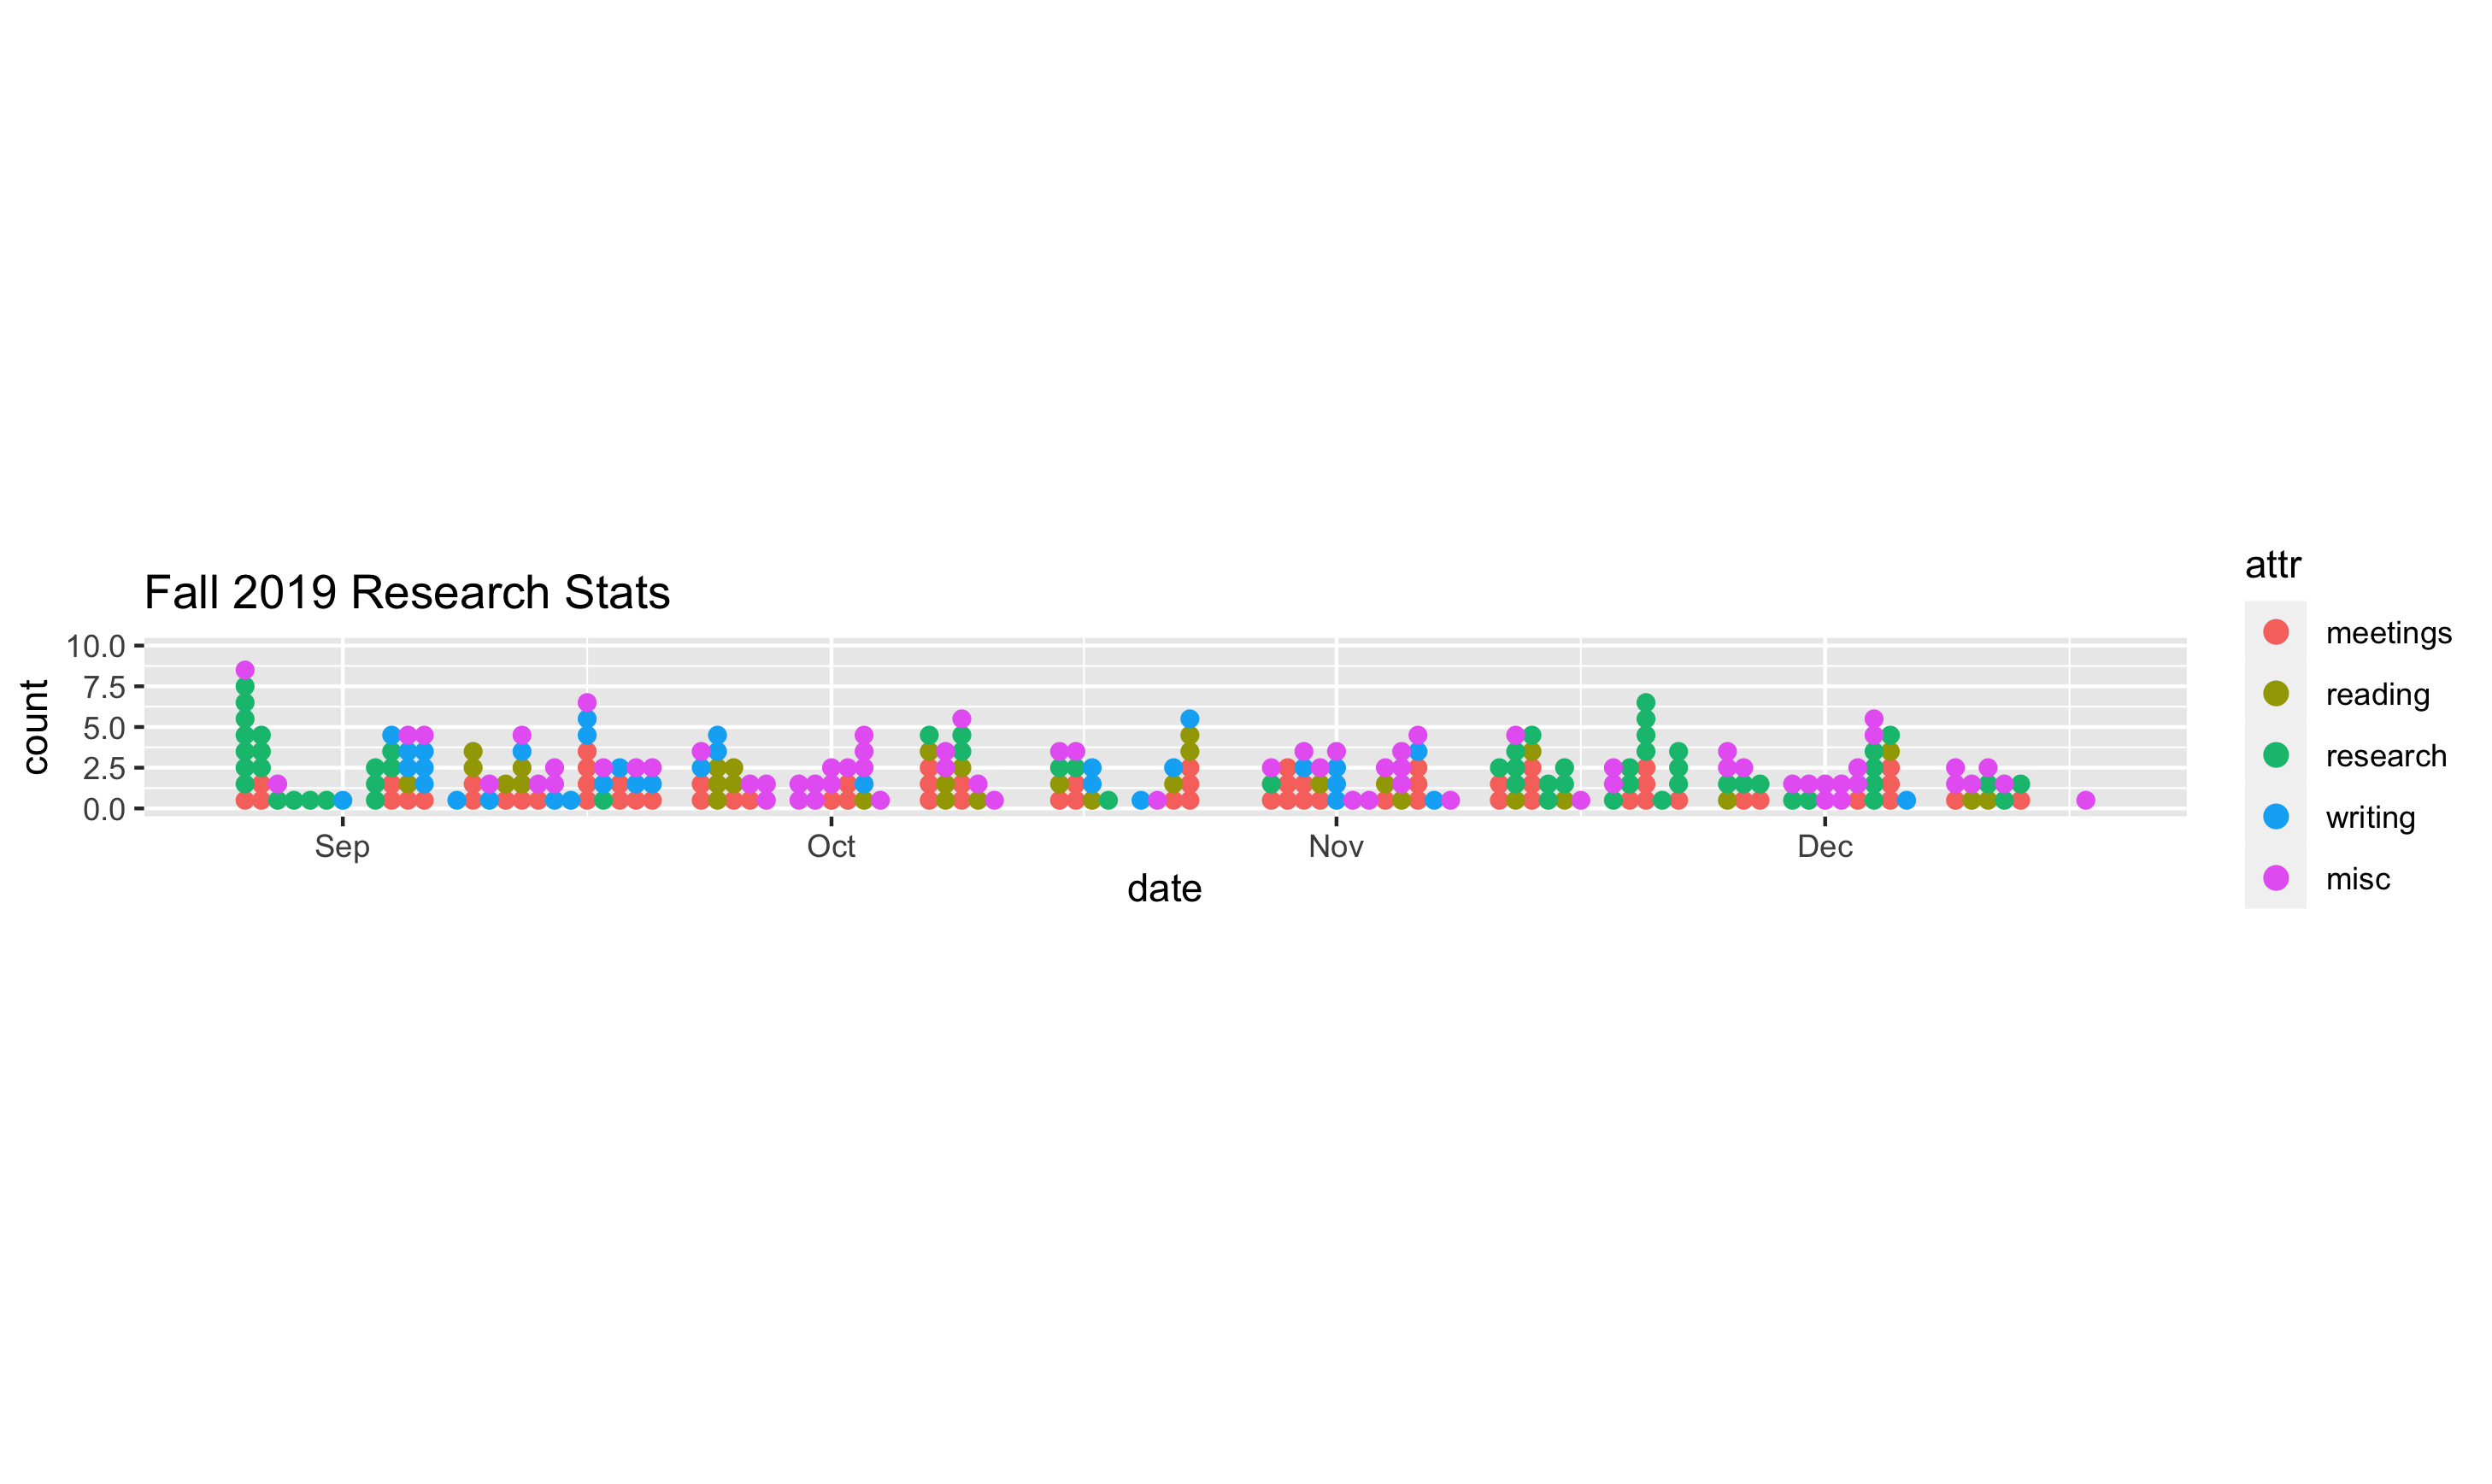 Fall 2019 Research Stats
10.0
7.5
5.0
2.5
0.0
count
Sep
Oct
Nov
Dec
date
attr
meetings
reading
research
writing
misc